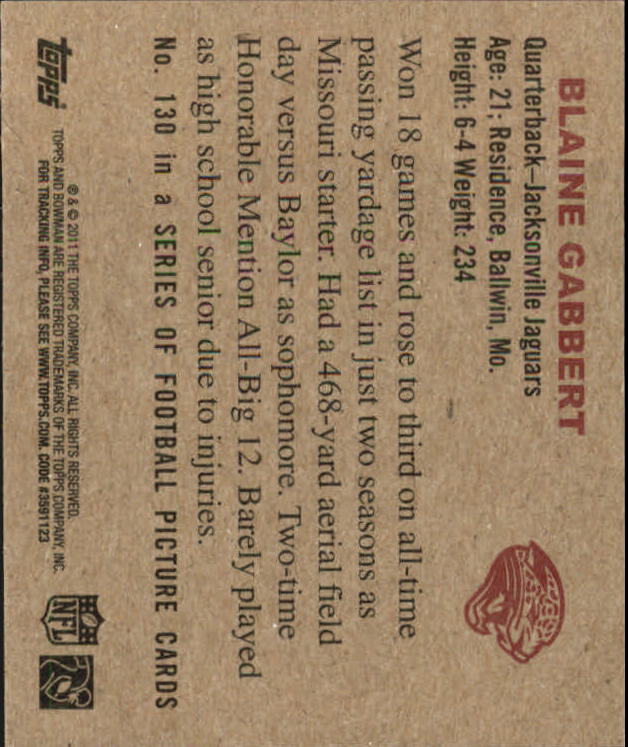 BLAINE GABBERT
Quarterback–Jacksonville Jaguars
Age: 21; Residence, Ballwin, Mo.
Height: 6-4 Weight: 234
Won 18 games and rose to third on all-time
passing yardage list in just two seasons as
Missouri starter. Had a 468-yard aerial field
day versus Baylor as sophomore. Two-time
Honorable Mention All-Big 12. Barely played
as high school senior due to injuries.
No. 130 in a SERIES OF FOOTBALL PICTURE CARDS
topps
® & © 2011 THE TOPPS COMPANY, INC. ALL RIGHTS RESERVED.
TOPPS AND BOWMAN ARE REGISTERED TRADEMARKS OF THE TOPPS COMPANY, INC.
FOR TRACKING INFO, PLEASE SEE WWW.TOPPS.COM. CODE #3591123
NFL